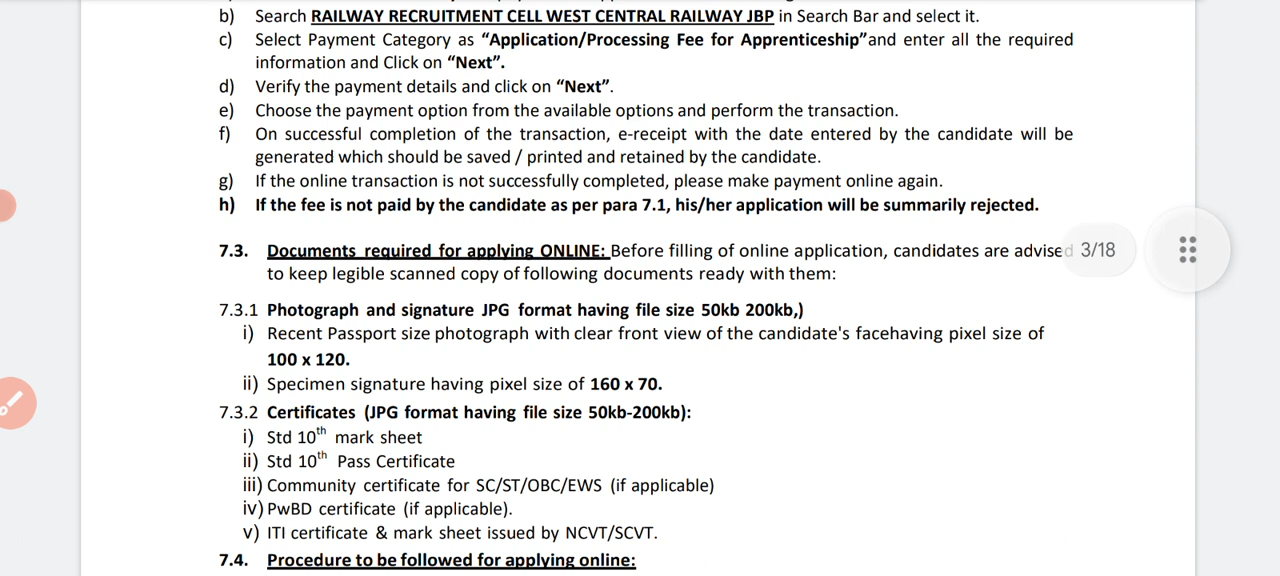 b) Search RAILWAY RECRUITMENT CELL WEST CENTRAL RAILWAY JBP in Search Bar and select it.
c) Select Payment Category as “Application/Processing Fee for Apprenticeship”and enter all the required
information and Click on “Next”.
d) Verify the payment details and click on “Next”.
e) Choose the payment option from the available options and perform the transaction.
f) On successful completion of the transaction, e-receipt with the date entered by the candidate will be
generated which should be saved / printed and retained by the candidate.
g) If the online transaction is not successfully completed, please make payment online again.
h) If the fee is not paid by the candidate as per para 7.1, his/her application will be summarily rejected.
7.3. Documents required for applying ONLINE: Before filling of online application, candidates are advised
3/18
to keep legible scanned copy of following documents ready with them:
7.3.1 Photograph and signature JPG format having file size 50kb 200kb,)
i) Recent Passport size photograph with clear front view of the candidate's facehaving pixel size of
100 x 120.
ii) Specimen signature having pixel size of 160 x 70.
7.3.2 Certificates (JPG format having file size 50kb-200kb):
i) Std 10th mark sheet
ii) Std 10th Pass Certificate
iii) Community certificate for SC/ST/OBC/EWS (if applicable)
iv) PwBD certificate (if applicable).
v) ITI certificate & mark sheet issued by NCVT/SCVT.
7.4. Procedure to be followed for applying online: